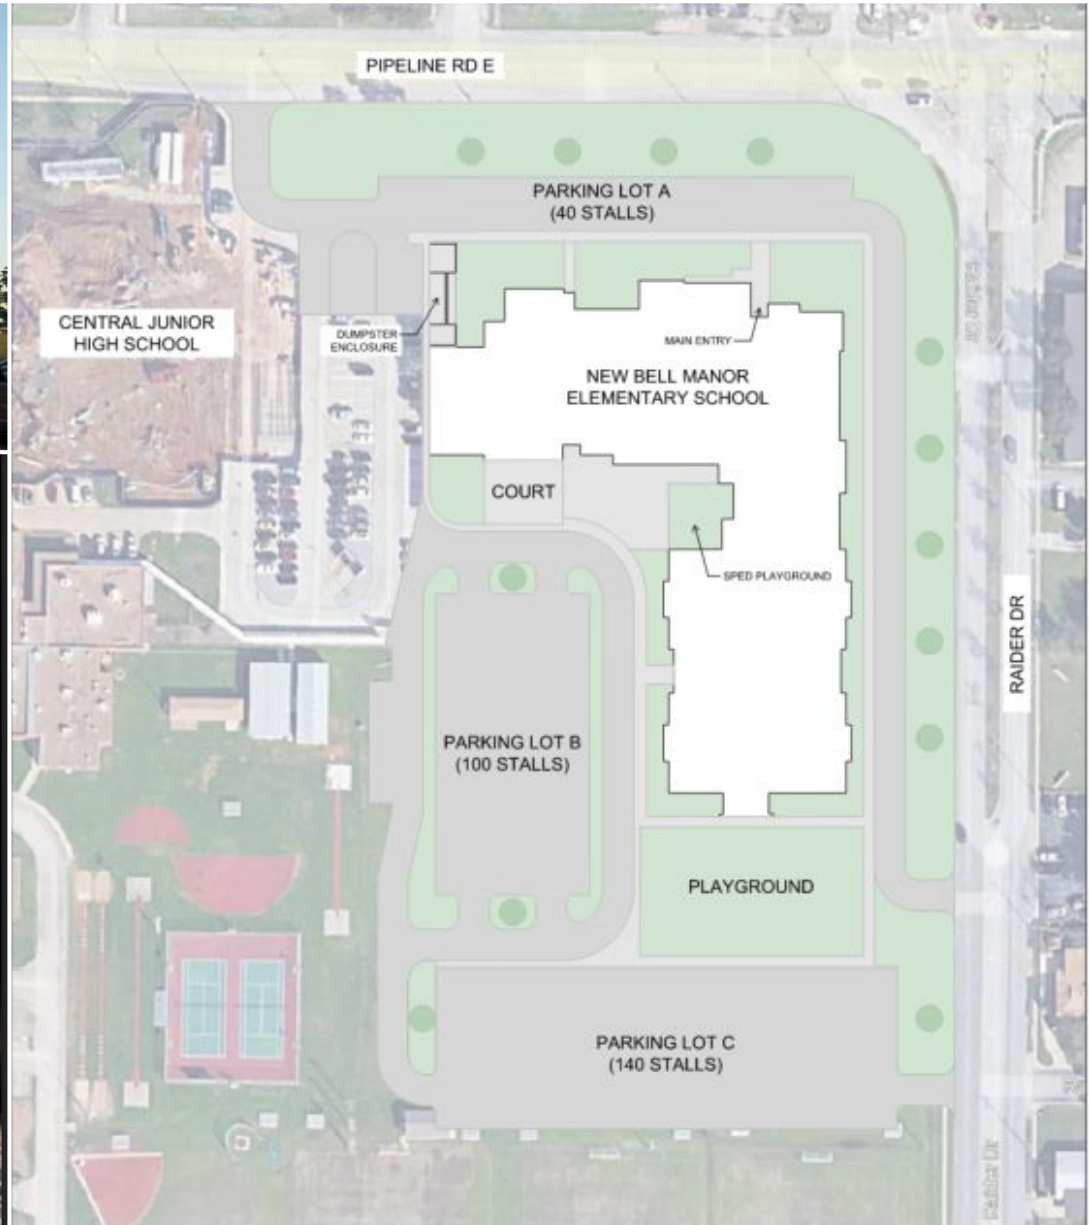 PIPELINE RD E
PARKING LOT A
(40 STALLS)
CENTRAL JUNIOR
HIGH SCHOOL
DUMPSTER
ENCLOSURE
MAIN ENTRY
NEW BELL MANOR
ELEMENTARY SCHOOL
COURT
SPED PLAYGROUND
RAIDER DR
PARKING LOT B
(100 STALLS)
PLAYGROUND
PARKING LOT C
(140 STALLS)